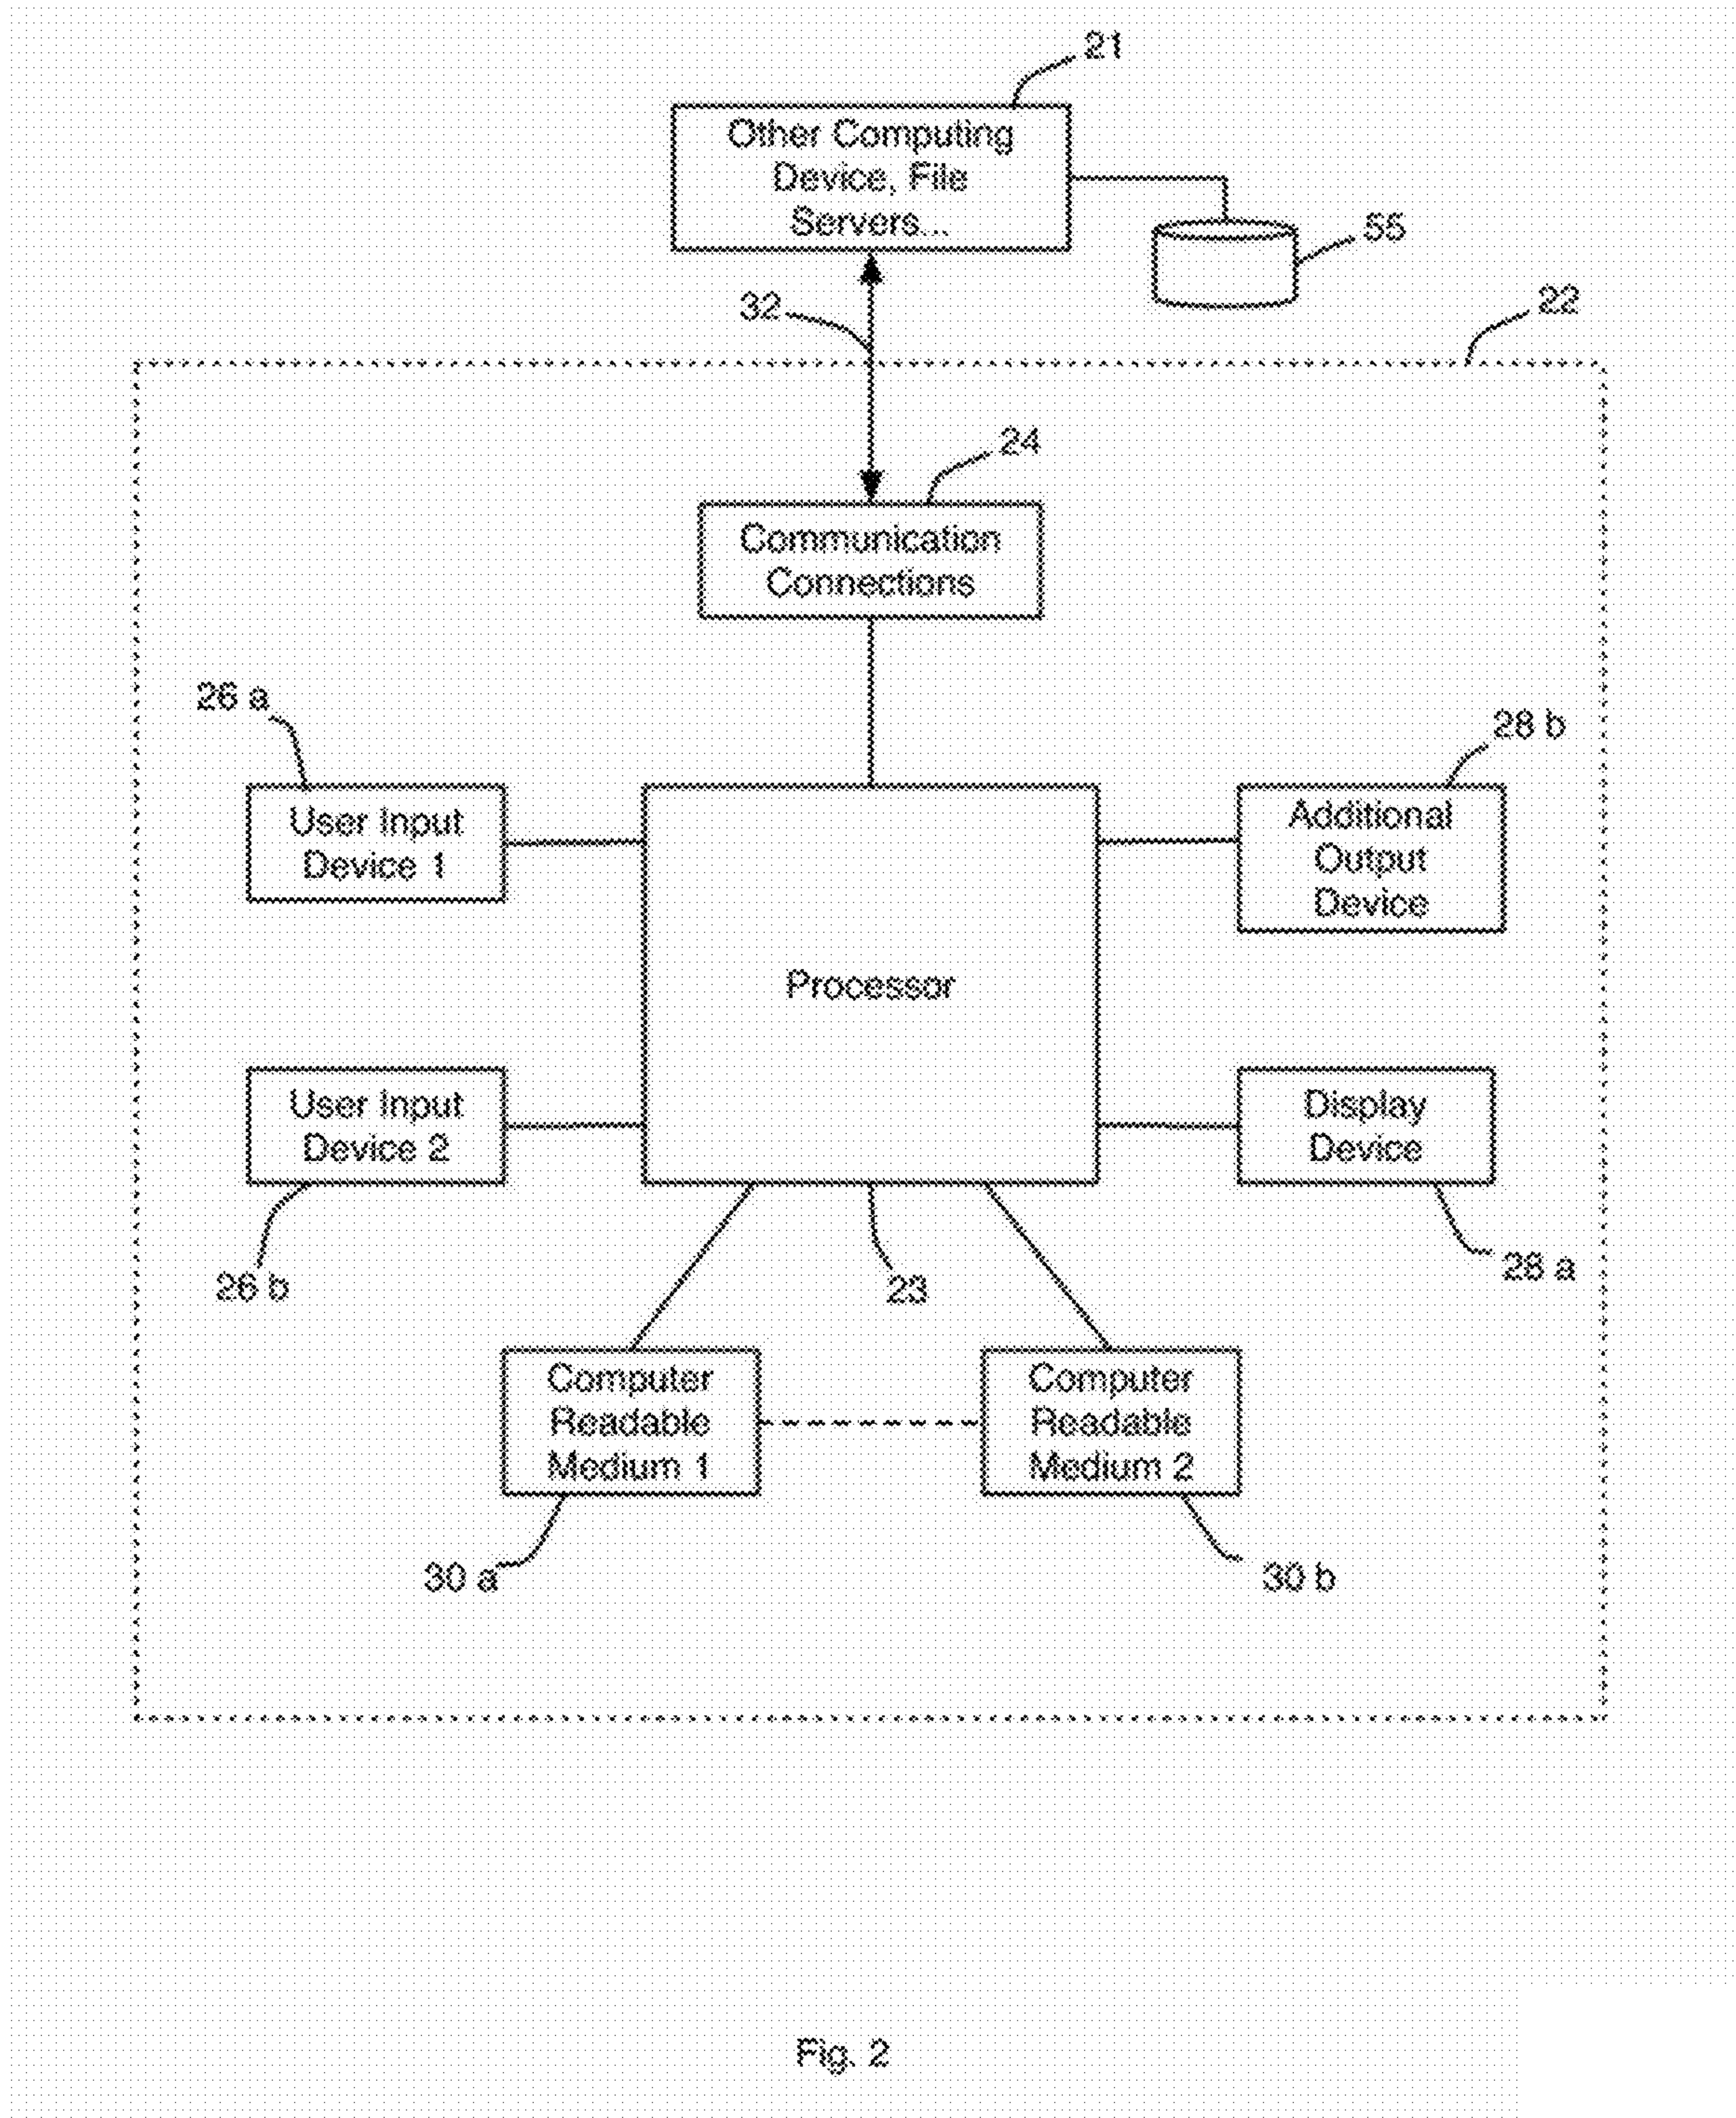 21
Other Computing
Device, File
Servers...
55
32
22
24
Communication
Connections
26 a
28 b
User Input
Device 1
Additional
Output
Device
Processor
User Input
Device 2
Display
Device
26 b
23
28 a
Computer
Readable
Medium 1
Computer
Readable
Medium 2
30 a
30 b
Fig. 2